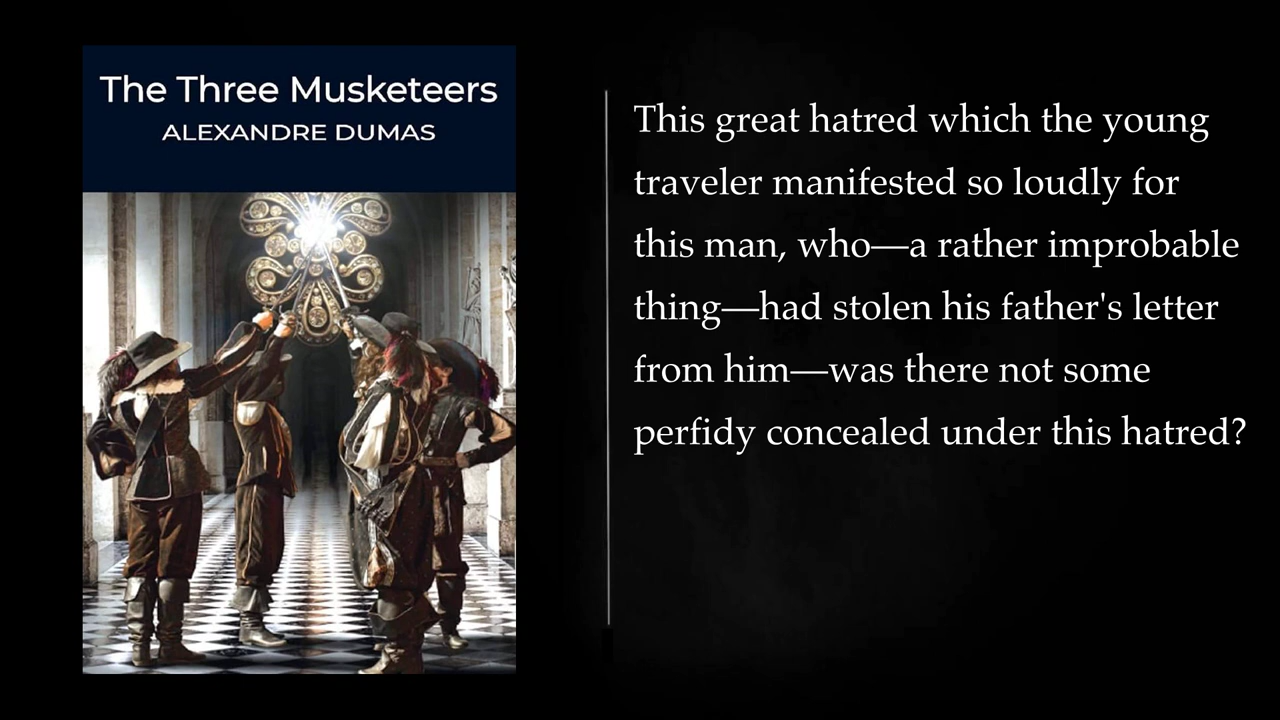 The Three Musketeers
ALEXANDRE DUMAS
This great hatred which the young
traveler manifested so loudly for
this man, who—a rather improbable
thing—had stolen his father's letter
from him—was there not some
perfidy concealed under this hatred?